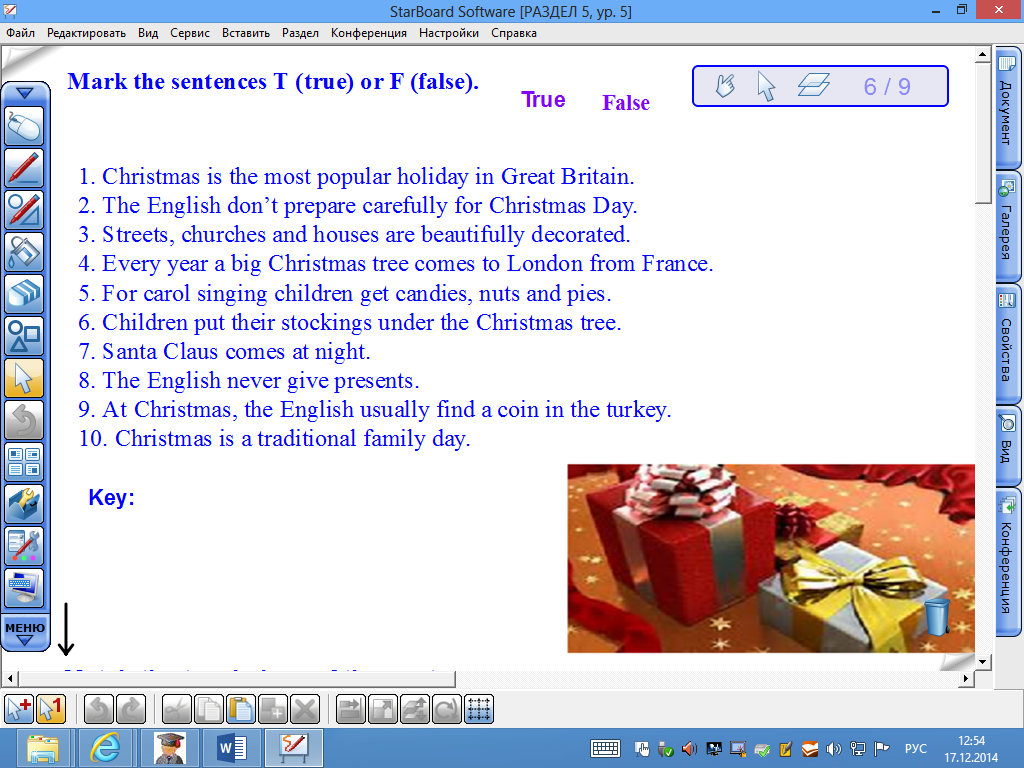 StarBoard Software [РАЗДЕЛ 5, ур. 5]
Файл Редактировать Вид Сервис Вставить Раздел Конференция Настройки Справка
Mark the sentences T (true) or F (false).
True False
6 / 9
1. Christmas is the most popular holiday in Great Britain.
2. The English don’t prepare carefully for Christmas Day.
3. Streets, churches and houses are beautifully decorated.
4. Every year a big Christmas tree comes to London from France.
5. For carol singing children get candies, nuts and pies.
6. Children put their stockings under the Christmas tree.
7. Santa Claus comes at night.
8. The English never give presents.
9. At Christmas, the English usually find a coin in the turkey.
10. Christmas is a traditional family day.
Key:
МЕНЮ
Документ
Галерея
Свойства
Вид
Конференция
1
РУС
12:54
17.12.2014